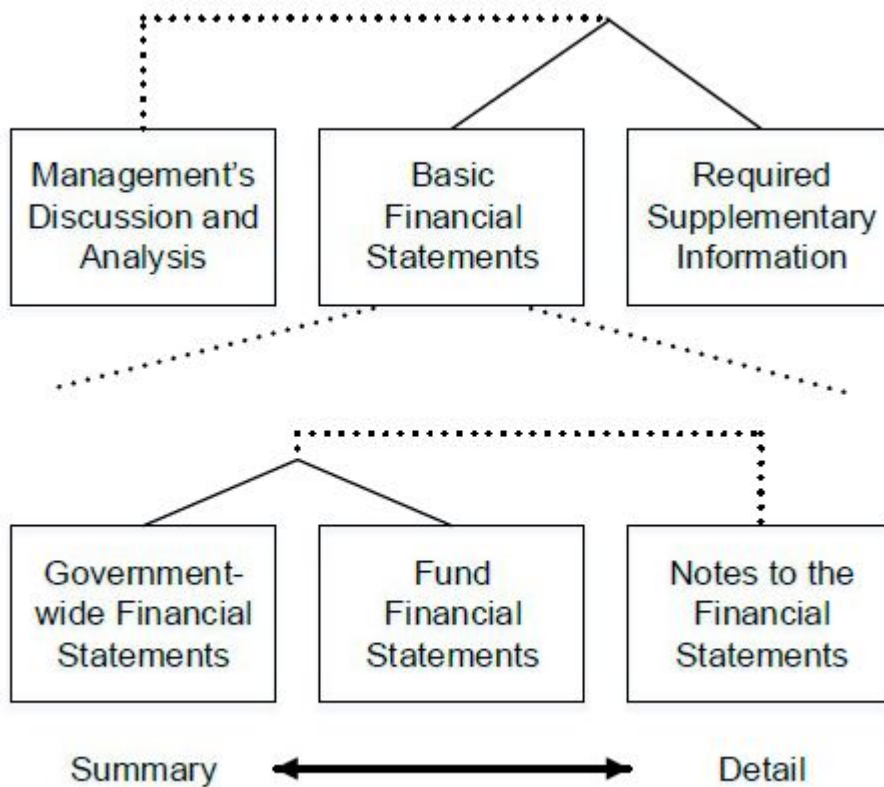 Management's
Discussion and
Analysis
Basic
Financial
Statements
Required
Supplementary
Information
Government-
wide Financial
Statements
Fund
Financial
Statements
Notes to the
Financial
Statements
Summary
Detail